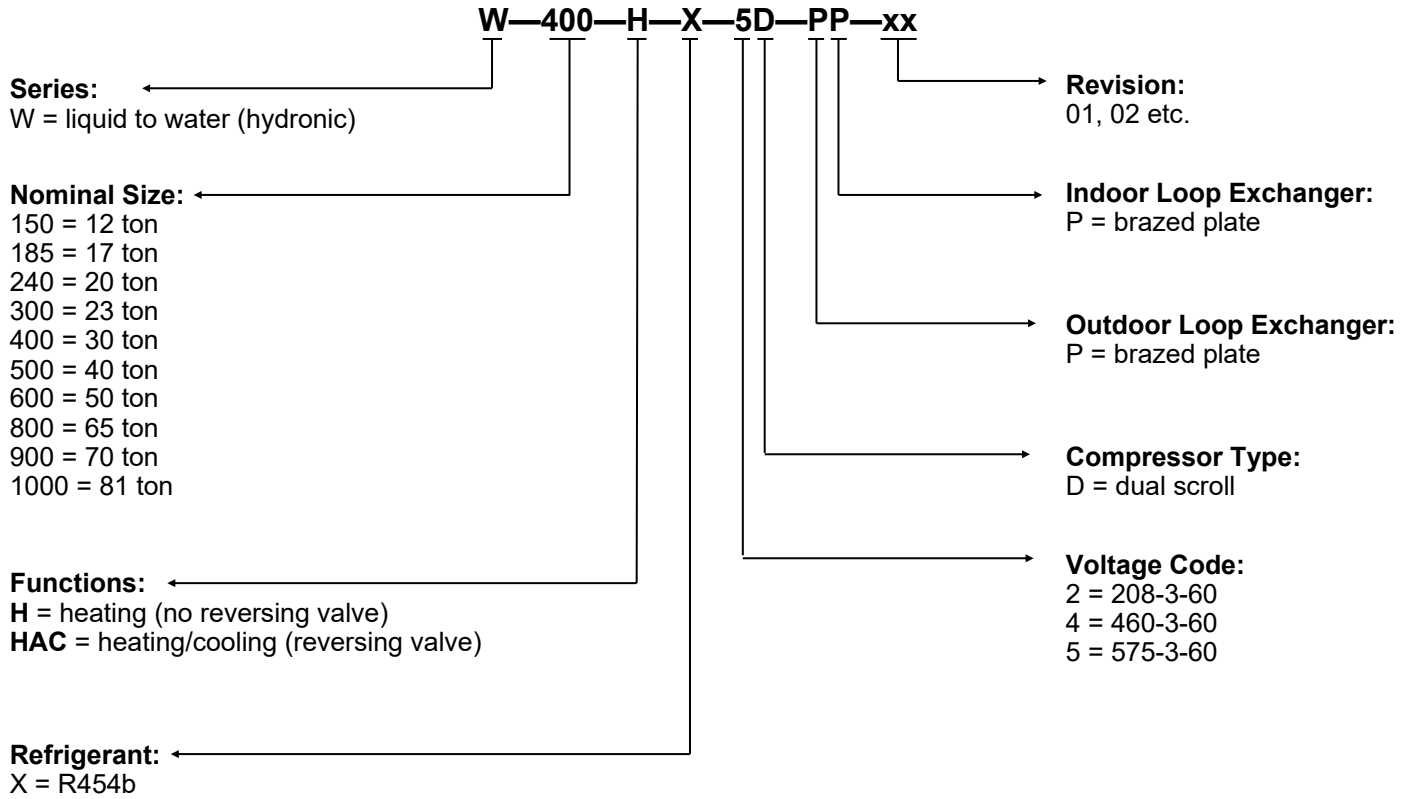 W—400—H—X—5D—PP—xx
Series:
W = liquid to water (hydronic)
Nominal Size:
150 = 12 ton
185 = 17 ton
240 = 20 ton
300 = 23 ton
400 = 30 ton
500 = 40 ton
600 = 50 ton
800 = 65 ton
900 = 70 ton
1000 = 81 ton
Functions:
H = heating (no reversing valve)
HAC = heating/cooling (reversing valve)
Refrigerant:
X = R454b
Revision:
01, 02 etc.
Indoor Loop Exchanger:
P = brazed plate
Outdoor Loop Exchanger:
P = brazed plate
Compressor Type:
D = dual scroll
Voltage Code:
2 = 208-3-60
4 = 460-3-60
5 = 575-3-60